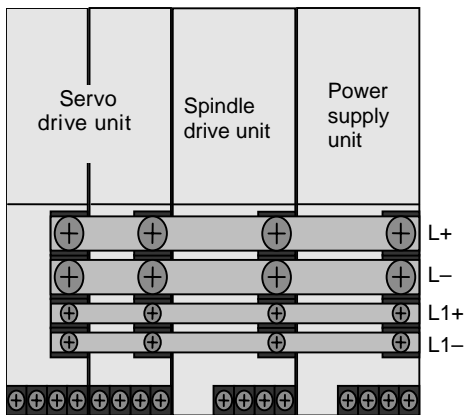 Servo
drive unit
Spindle
drive unit
Power
supply
unit
L+
L–
L1+
L1–